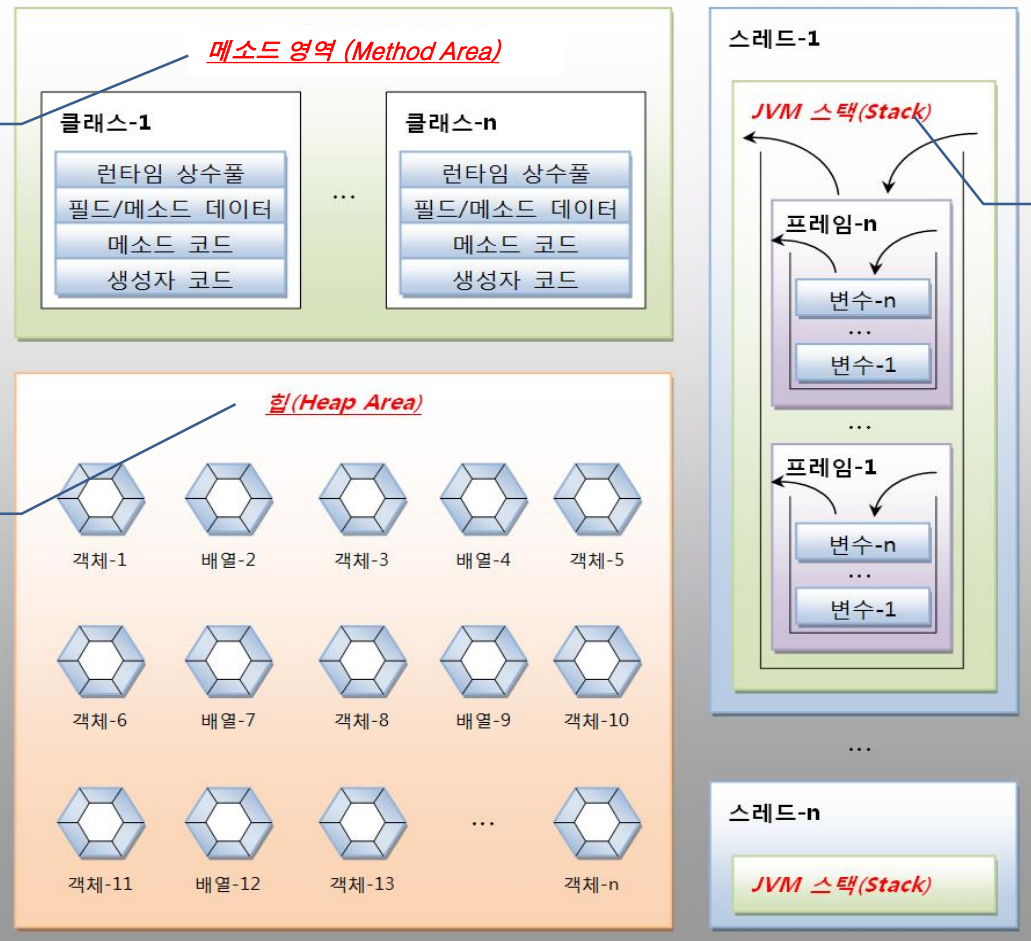 메소드 영역 (Method Area)
클래스-1
런타임 상수풀
필드/메소드 데이터
메소드 코드
생성자 코드
...
클래스-n
런타임 상수풀
필드/메소드 데이터
메소드 코드
생성자 코드
힙(Heap Area)
객체-1
배열-2
객체-3
배열-4
객체-5
객체-6
배열-7
객체-8
배열-9
객체-10
객체-11
배열-12
객체-13
...
객체-n
스레드-1
JVM 스택(Stack)
프레임-n
변수-n
...
변수-1
...
프레임-1
변수-n
...
변수-1
...
스레드-n
JVM 스택(Stack)